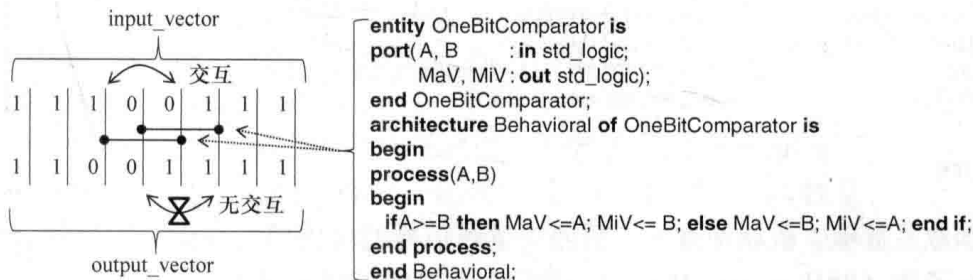 input_vector
交互
1 1 1 0 0 1 1 1
1 1 0 0 1 1 1 1
无交互
output_vector
entity OneBitComparator is
port( A, B : in std_logic;
MaV, MiV : out std_logic);
end OneBitComparator;
architecture Behavioral of OneBitComparator is
begin
process(A,B)
begin
ifA>=B then MaV<=A; MiV<= B; else MaV<=B; MiV<=A; end if;
end process;
end Behavioral;